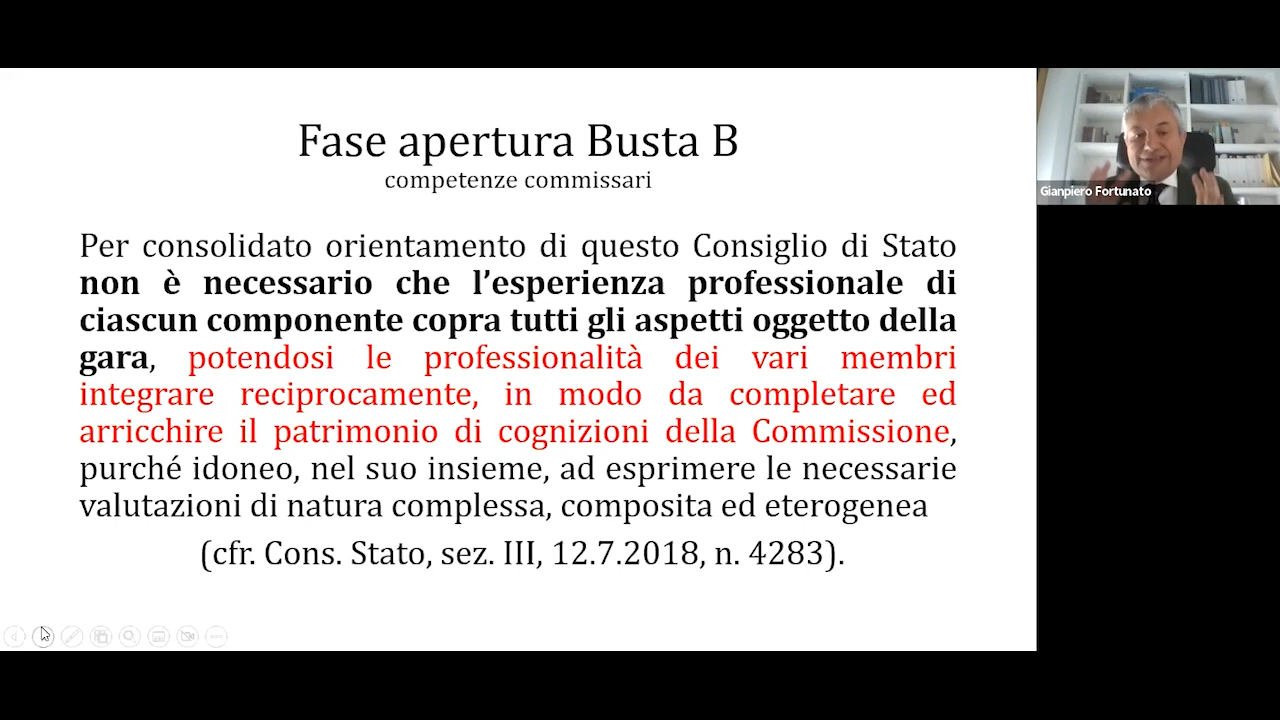 Fase apertura Busta B
competenze commissari
Per consolidato orientamento di questo Consiglio di Stato
non è necessario che l’esperienza professionale di
ciascun componente copra tutti gli aspetti oggetto della
gara, potendosi le professionalità dei vari membri
integrare reciprocamente, in modo da completare ed
arricchire il patrimonio di cognizioni della Commissione,
purché idoneo, nel suo insieme, ad esprimere le necessarie
valutazioni di natura complessa, composita ed eterogenea
(cfr. Cons. Stato, sez. III, 12.7.2018, n. 4283).
Gianpiero Fortunato